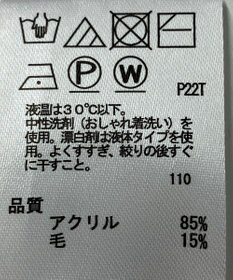 P
W
P22T
液温は30℃以下。
中性洗剤(おしゃれ着洗い)を
使用。漂白剤は液体タイプを使
用。よくすすぎ、絞りの後すぐ
に干すこと。
110
品質
アクリル 85%
毛 15%